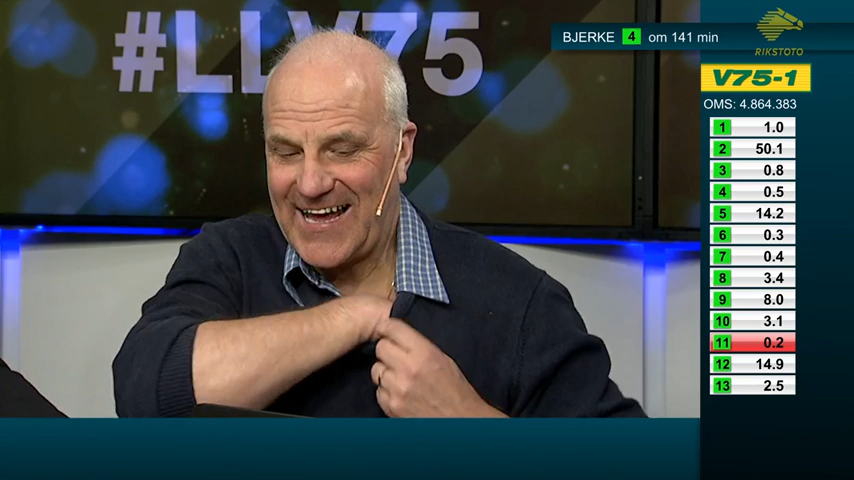 #LLV75
BJERKE 4 om 141 min
RIKSTOTO
V75-1
OMS: 4.864.383
1 1.0
2 50.1
3 0.8
4 0.5
5 14.2
6 0.3
7 0.4
8 3.4
9 8.0
10 3.1
11 0.2
12 14.9
13 2.5